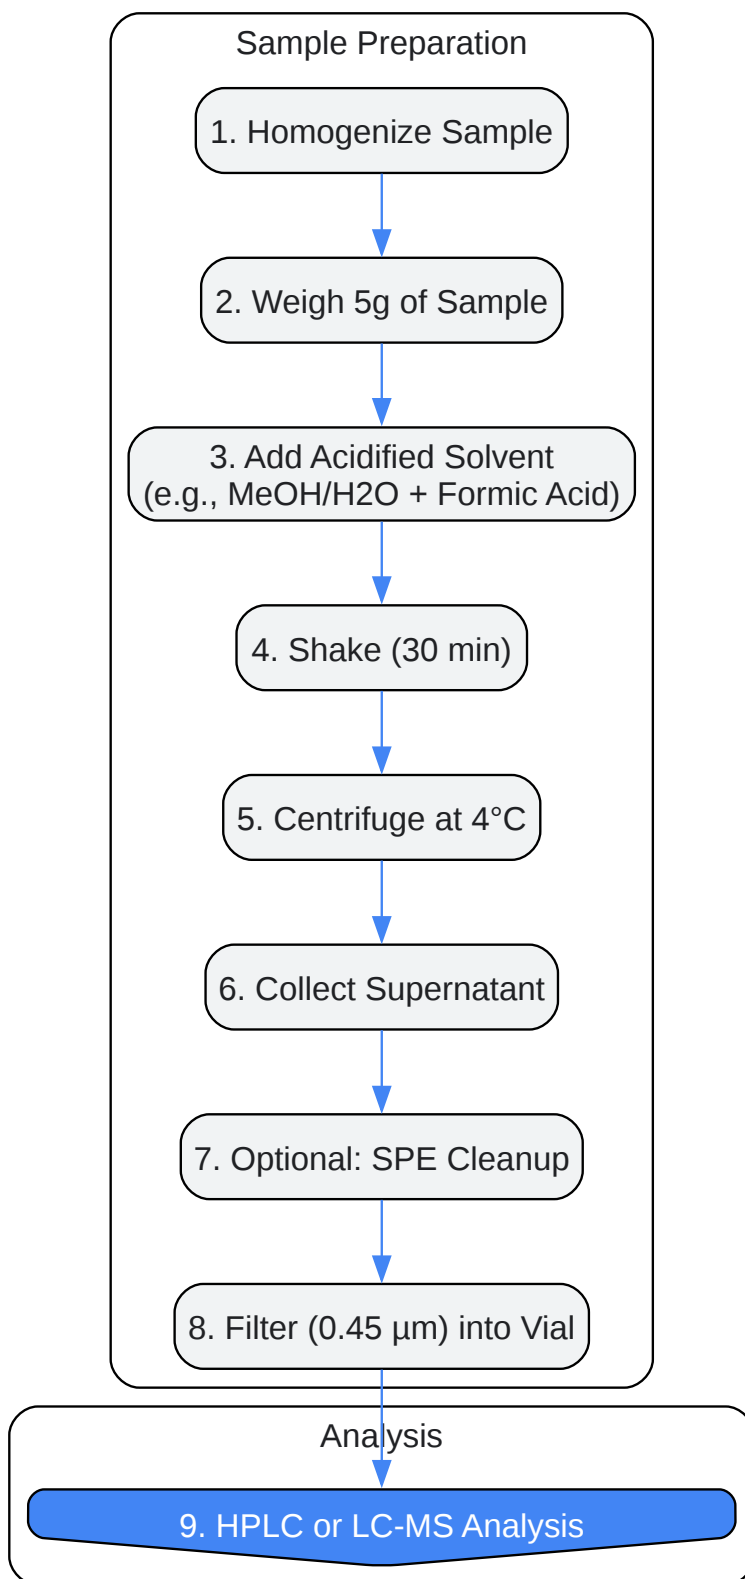 Sample Preparation
1. Homogenize Sample
2. Weigh 5g of Sample
3. Add Acidified Solvent
(e.g., MeOH/H2O + Formic Acid)
4. Shake (30 min)
5. Centrifuge at 4°C
6. Collect Supernatant
7. Optional: SPE Cleanup
8. Filter (0.45 µm) into Vial
Analysis
9. HPLC or LC-MS Analysis